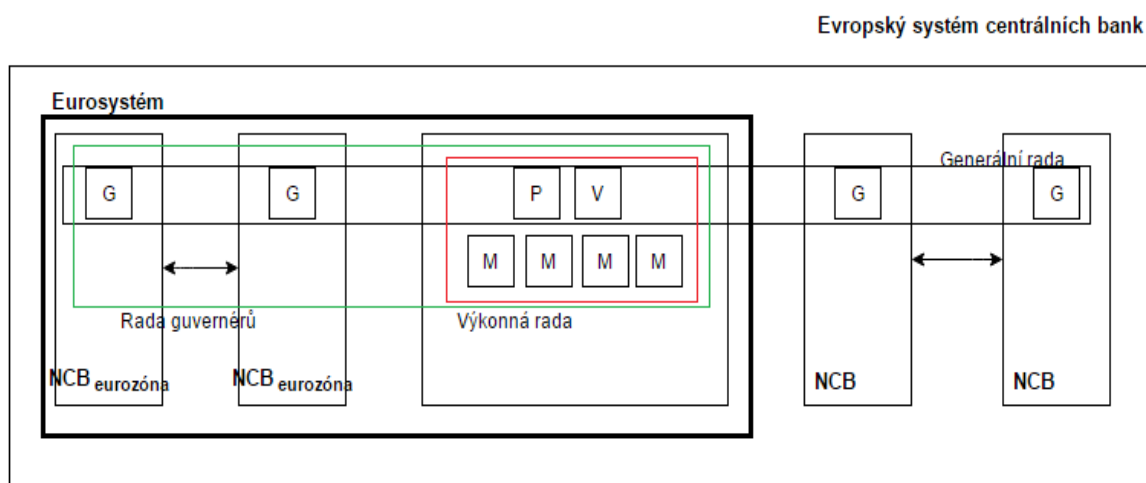 Evropský systém centrálních bank
Eurosystém
Generální rada
G G P V G G
M M M M
Rada guvernérů Výkonná rada
NCB eurozóna NCB eurozóna NCB NCB